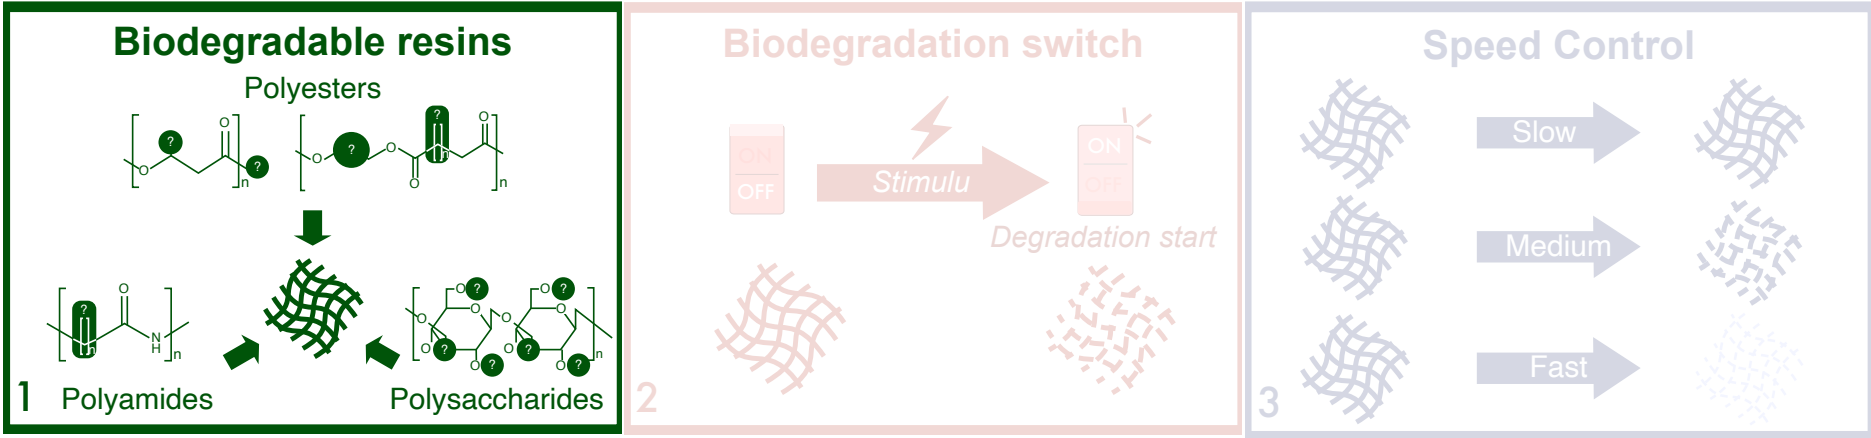 Biodegradable resins
Polyesters
O
?
O
?
n
O
?
O
O
?
n
O
n
?
n
O
N
H
n
O
?
O
?
O
O
O
O
O
?
O
?
O
?
O
?
n
1
Polyamides
Polysaccharides
Biodegradation switch
ON
OFF
Stimulu
ON
OFF
Degradation start
2
Speed Control
Slow
Medium
Fast
3